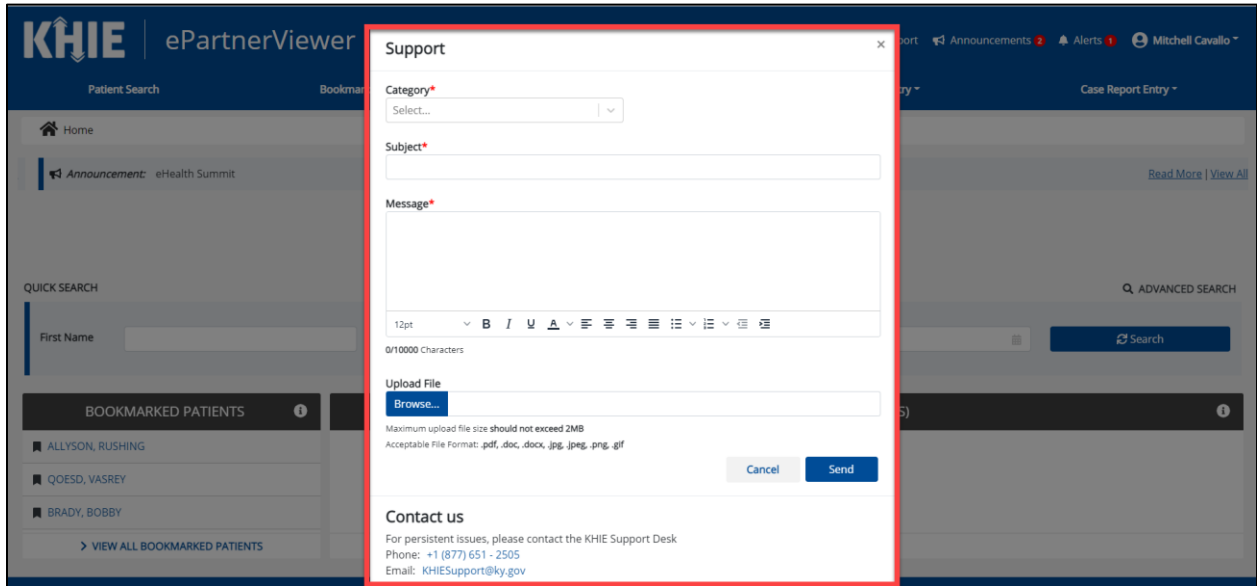 KHIE | ePartnerViewer
Announcements 2 Alerts 1 Mitchell Cavallo
Patient Search
Case Report Entry
Home
Announcement: eHealth Summit
Read More | View All
QUICK SEARCH
ADVANCED SEARCH
First Name
Search
BOOKMARKED PATIENTS
ALLYSON, RUSHING
QOESD, VASREY
BRADY, BOBBY
VIEW ALL BOOKMARKED PATIENTS
Support ×
Category*
Select...
Subject*
Message*
12pt B I U A
0/10000 Characters
Upload File
Browse...
Maximum upload file size should not exceed 2MB
Acceptable File Format: .pdf, .doc, .docx, .jpg, .jpeg, .png, .gif
Cancel Send
Contact us
For persistent issues, please contact the KHIE Support Desk
Phone: +1 (877) 651 - 2505
Email: KHIESupport@ky.gov